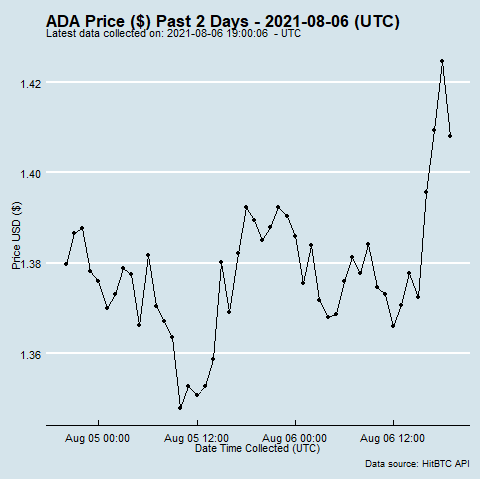 ADA Price ($) Past 2 Days - 2021-08-06 (UTC)
Latest data collected on: 2021-08-06 19:00:06  - UTC
1.42
1.40
Price USD ($)
1.38
1.36
Aug 05 00:00 Aug 05 12:00 Aug 06 00:00 Aug 06 12:00
Date Time Collected (UTC)
Data source: HitBTC API